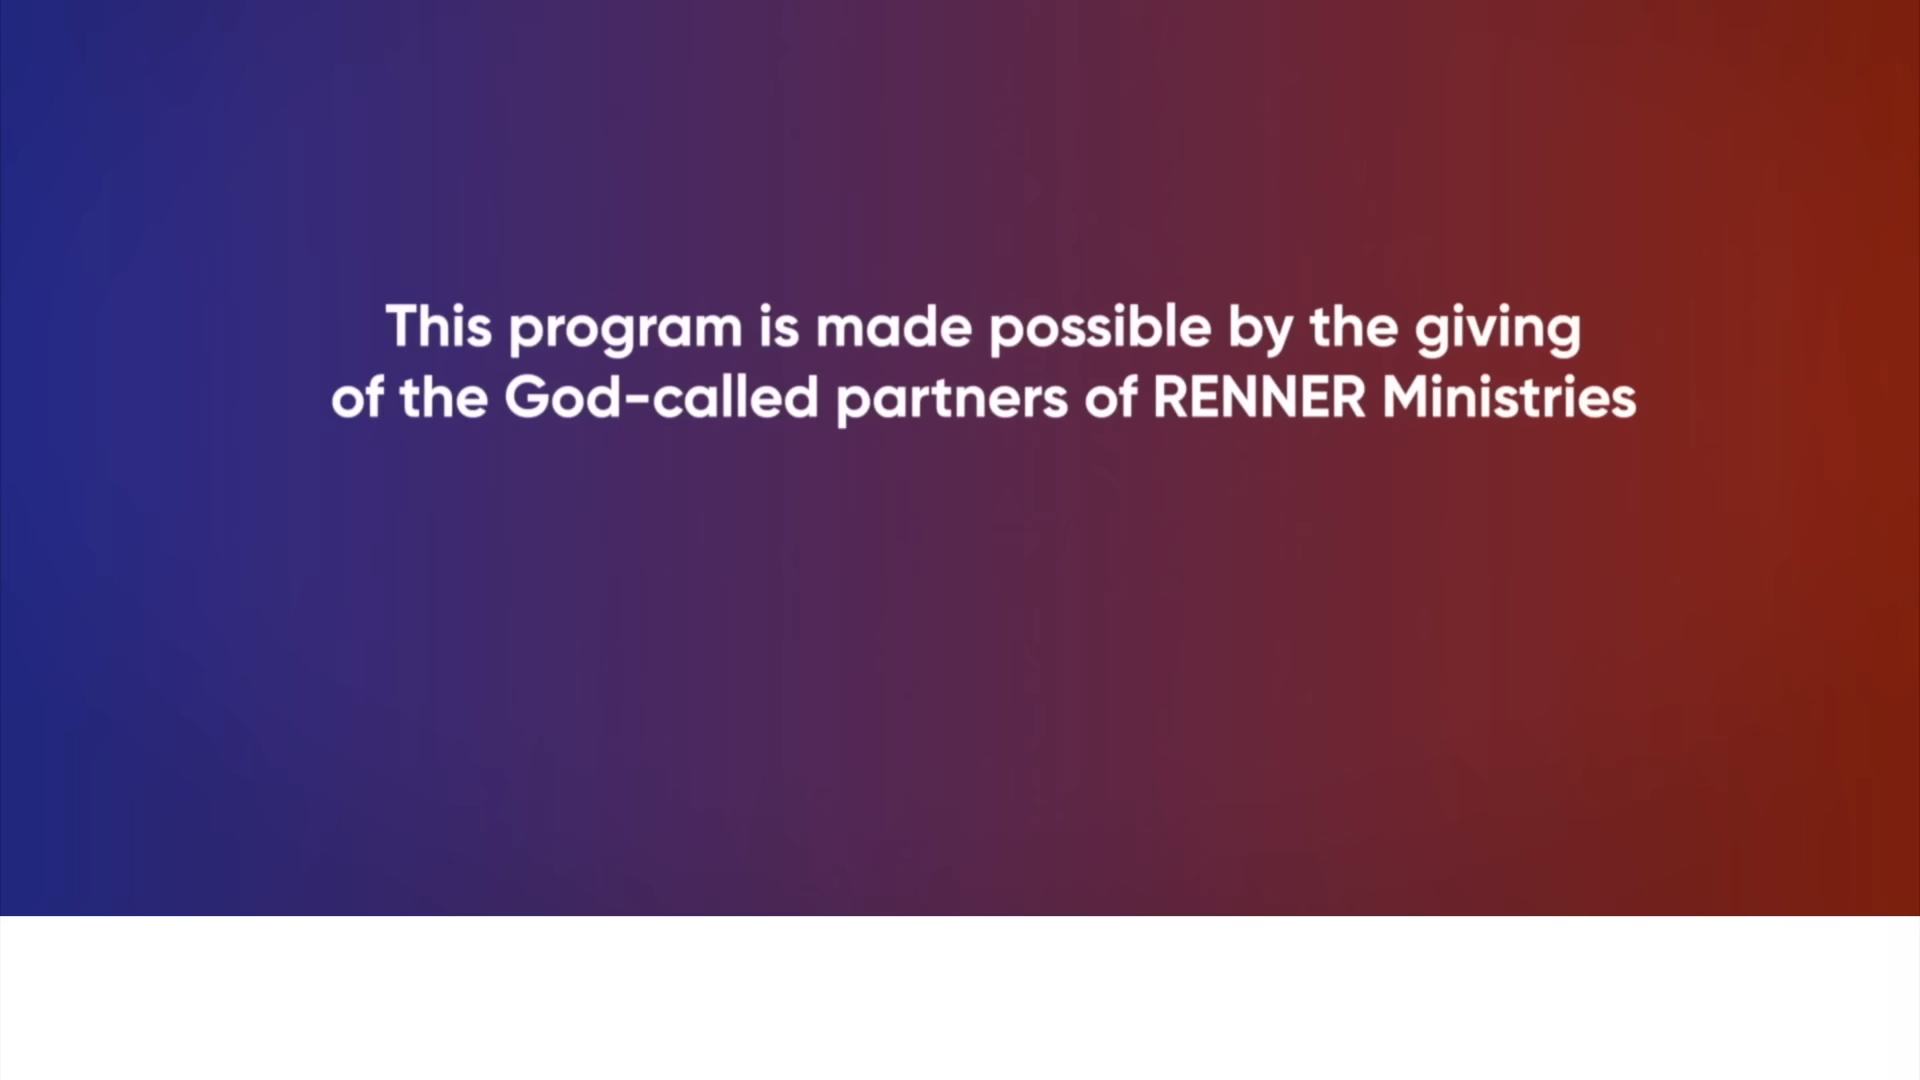 This program is made possible by the giving
of the God-called partners of RENNER Ministries